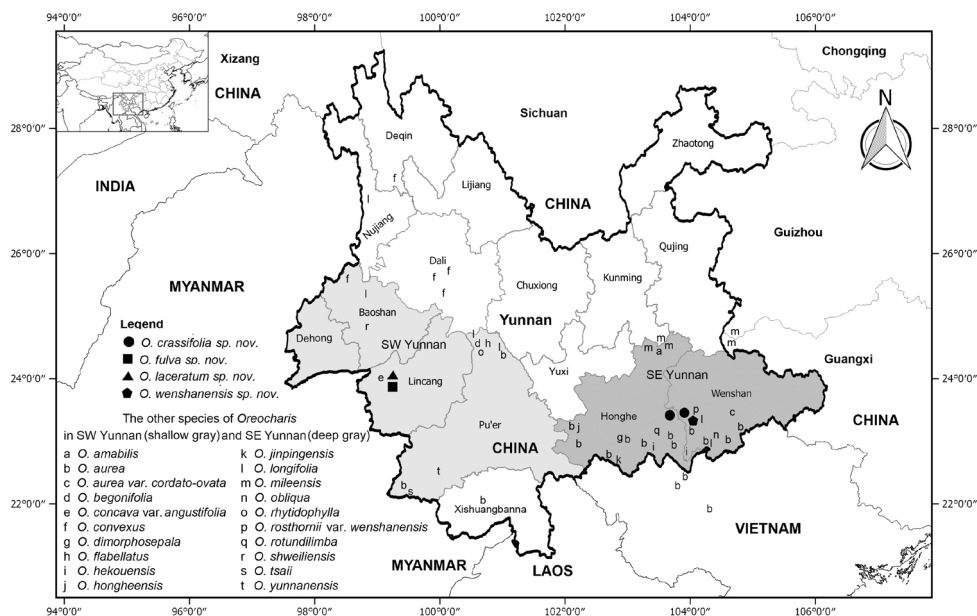 94°0'0" 96°0'0" 98°0'0" 100°0'0" 102°0'0" 104°0'0" 106°0'0"
Xizang
CHINA
Chongqing
Sichuan
N
28°0'0" 28°0'0"
Deqin
Zhaotong
INDIA
f
Lijiang
l
CHINA
Nujiang
Guizhou
Qujing
26°0'0" 26°0'0"
Dali
f f
f
f
Kunming
Chuxiong
MYANMAR
l
Baoshan
r
Yunnan
Legend
O. crassifolia sp. nov.
O. fulva sp. nov.
O. laceratum sp. nov.
O. wenshanensis sp. nov.
Dehong
SW Yunnan
l
d h l
o b
m
m m
a
m
m
Guangxi
Yuxi
24°0'0" 24°0'0"
e
Lincang
SE Yunnan
Wenshan
The other species of Oreocharis
in SW Yunnan (shallow gray) and SE Yunnan (deep gray)
Honghe
p
l
c
CHINA
Pu'er
b j
q
b
b
g b
b
b
b
b
n
b
b l
CHINA
b k
i
i
a O. amabilis
b O. aurea
c O. aurea var. cordato-ovata
d O. begonifolia
e O. concava var. angustifolia
f O. convexus
g O. dimorphosepala
h O. flabellatus
i O. hekouensis
j O. hongheensis
k O. jinpingensis
l O. longifolia
m O. mileensis
n O. obliqua
o O. rhytidophylla
p O. rosthornii var. wenshanensis
q O. rotundilimba
r O. shweiliensis
s O. tsaii
t O. yunnanensis
t
b
s
b
b
b
22°0'0" 22°0'0"
b
Xishuangbanna
VIETNAM
MYANMAR
LAOS
94°0'0" 96°0'0" 98°0'0" 100°0'0" 102°0'0" 104°0'0" 106°0'0"